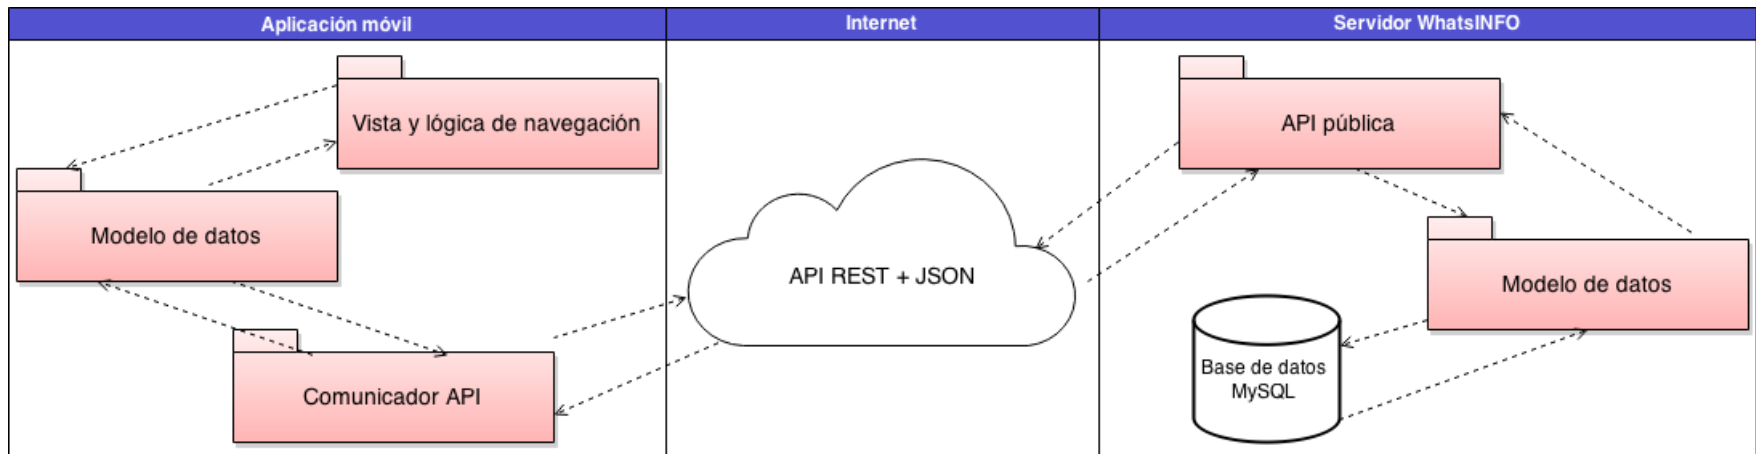 Aplicación móvil
Internet
Servidor WhatsINFO
Vista y lógica de navegación
Modelo de datos
Comunicador API
API REST + JSON
API pública
Modelo de datos
Base de datos
MySQL